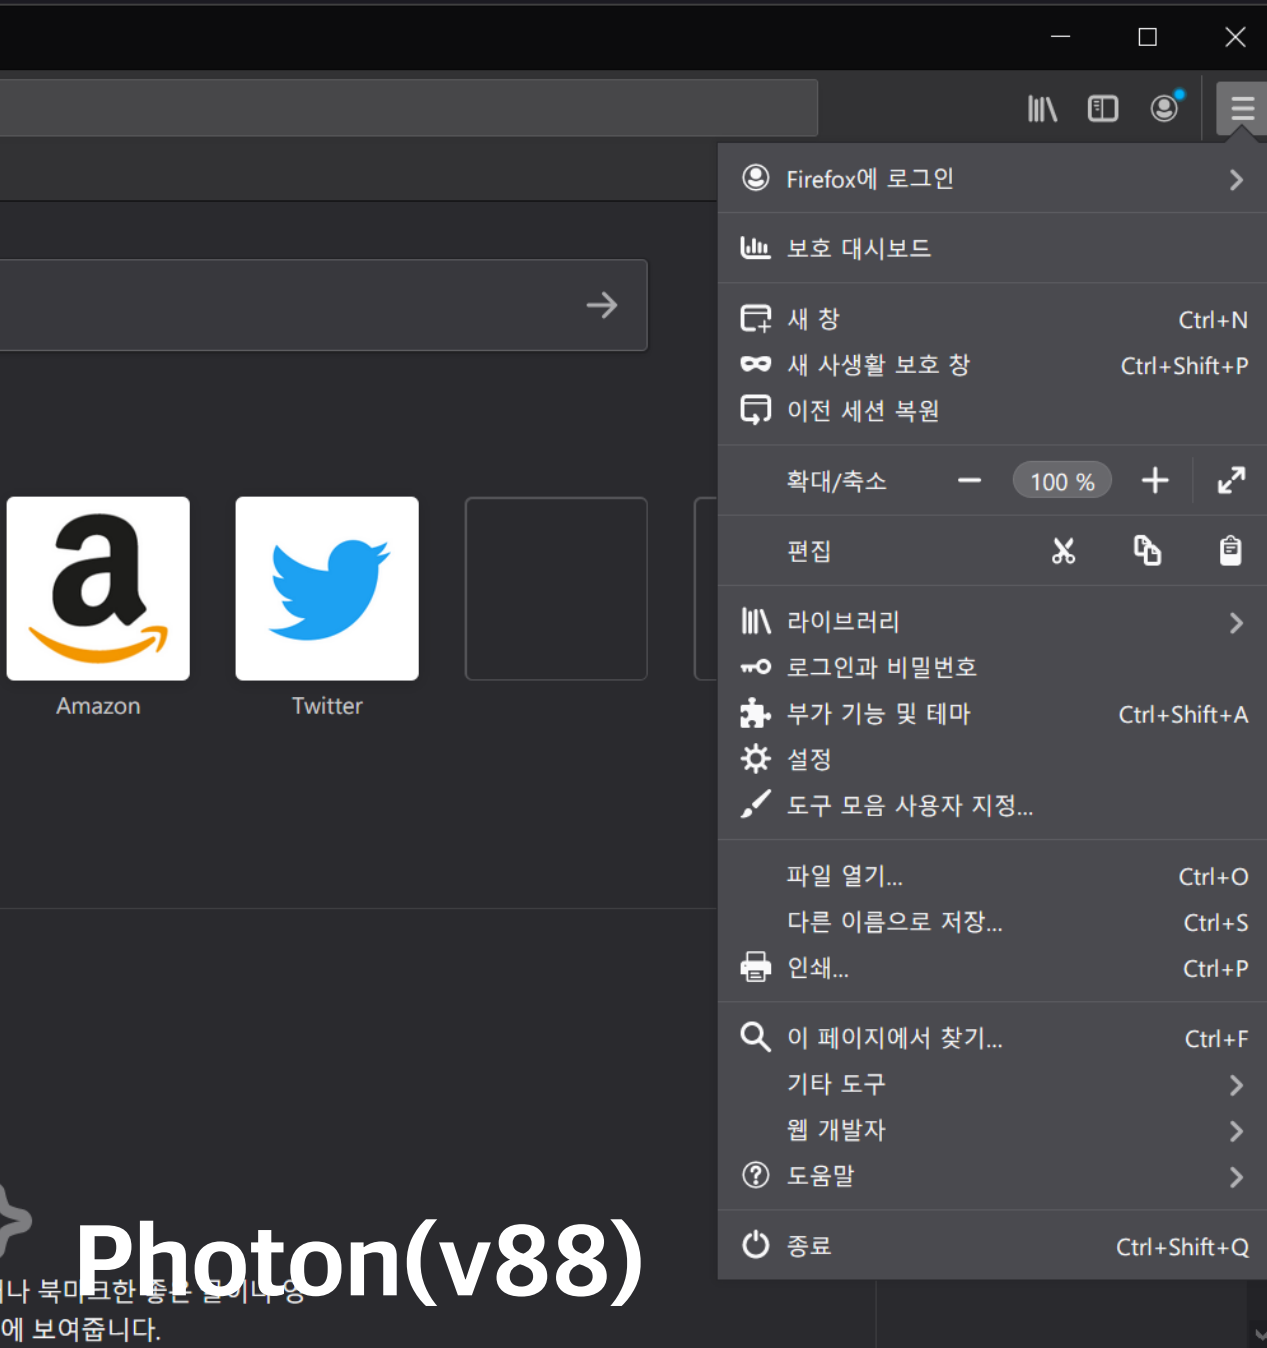 Firefox에 로그인
보호 대시보드
새 창 Ctrl+N
새 사생활 보호 창 Ctrl+Shift+P
이전 세션 복원
확대/축소 100 %
편집
라이브러리
로그인과 비밀번호
부가 기능 및 테마 Ctrl+Shift+A
설정
도구 모음 사용자 지정...
파일 열기... Ctrl+O
다른 이름으로 저장... Ctrl+S
인쇄... Ctrl+P
이 페이지에서 찾기... Ctrl+F
기타 도구
웹 개발자
도움말
종료 Ctrl+Shift+Q
Amazon
Twitter
Photon(v88)
북마크한 좋은
에 보여줍니다.